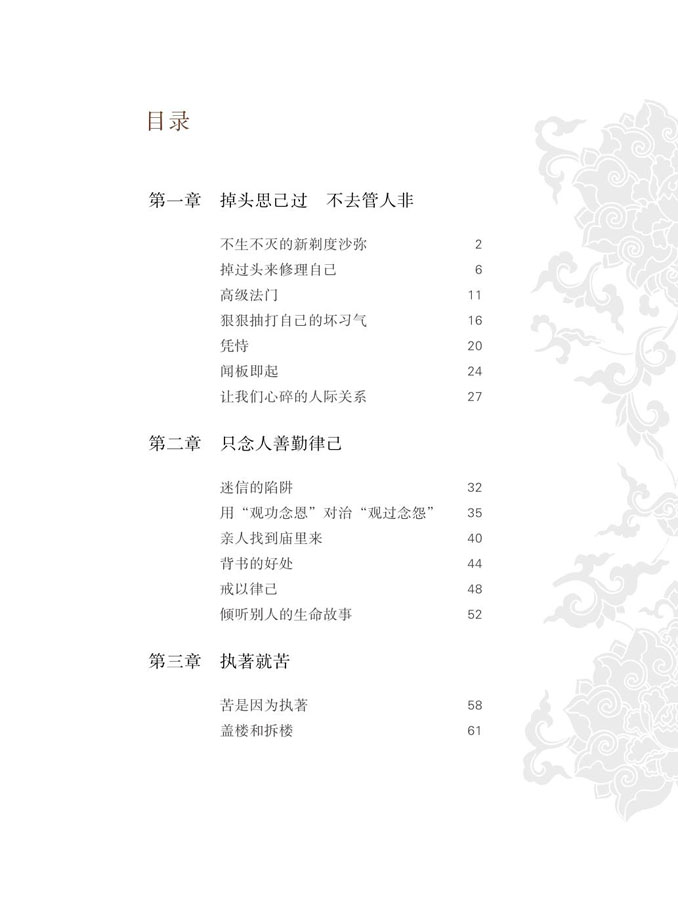 目录
第一章 掉头思己过 不去管人非
不生不灭的新剃度沙弥 2
掉过头来修理自己 6
高级法门 11
狠狠抽打自己的坏习气 16
凭恃 20
闻板即起 24
让我们心碎的人际关系 27
第二章 只念人善勤律己
迷信的陷阱 32
用“观功念恩”对治“观过念怨” 35
亲人找到庙里来 40
背书的好处 44
戒以律己 48
倾听别人的生命故事 52
第三章 执著就苦
苦是因为执著 58
盖楼和拆楼 61